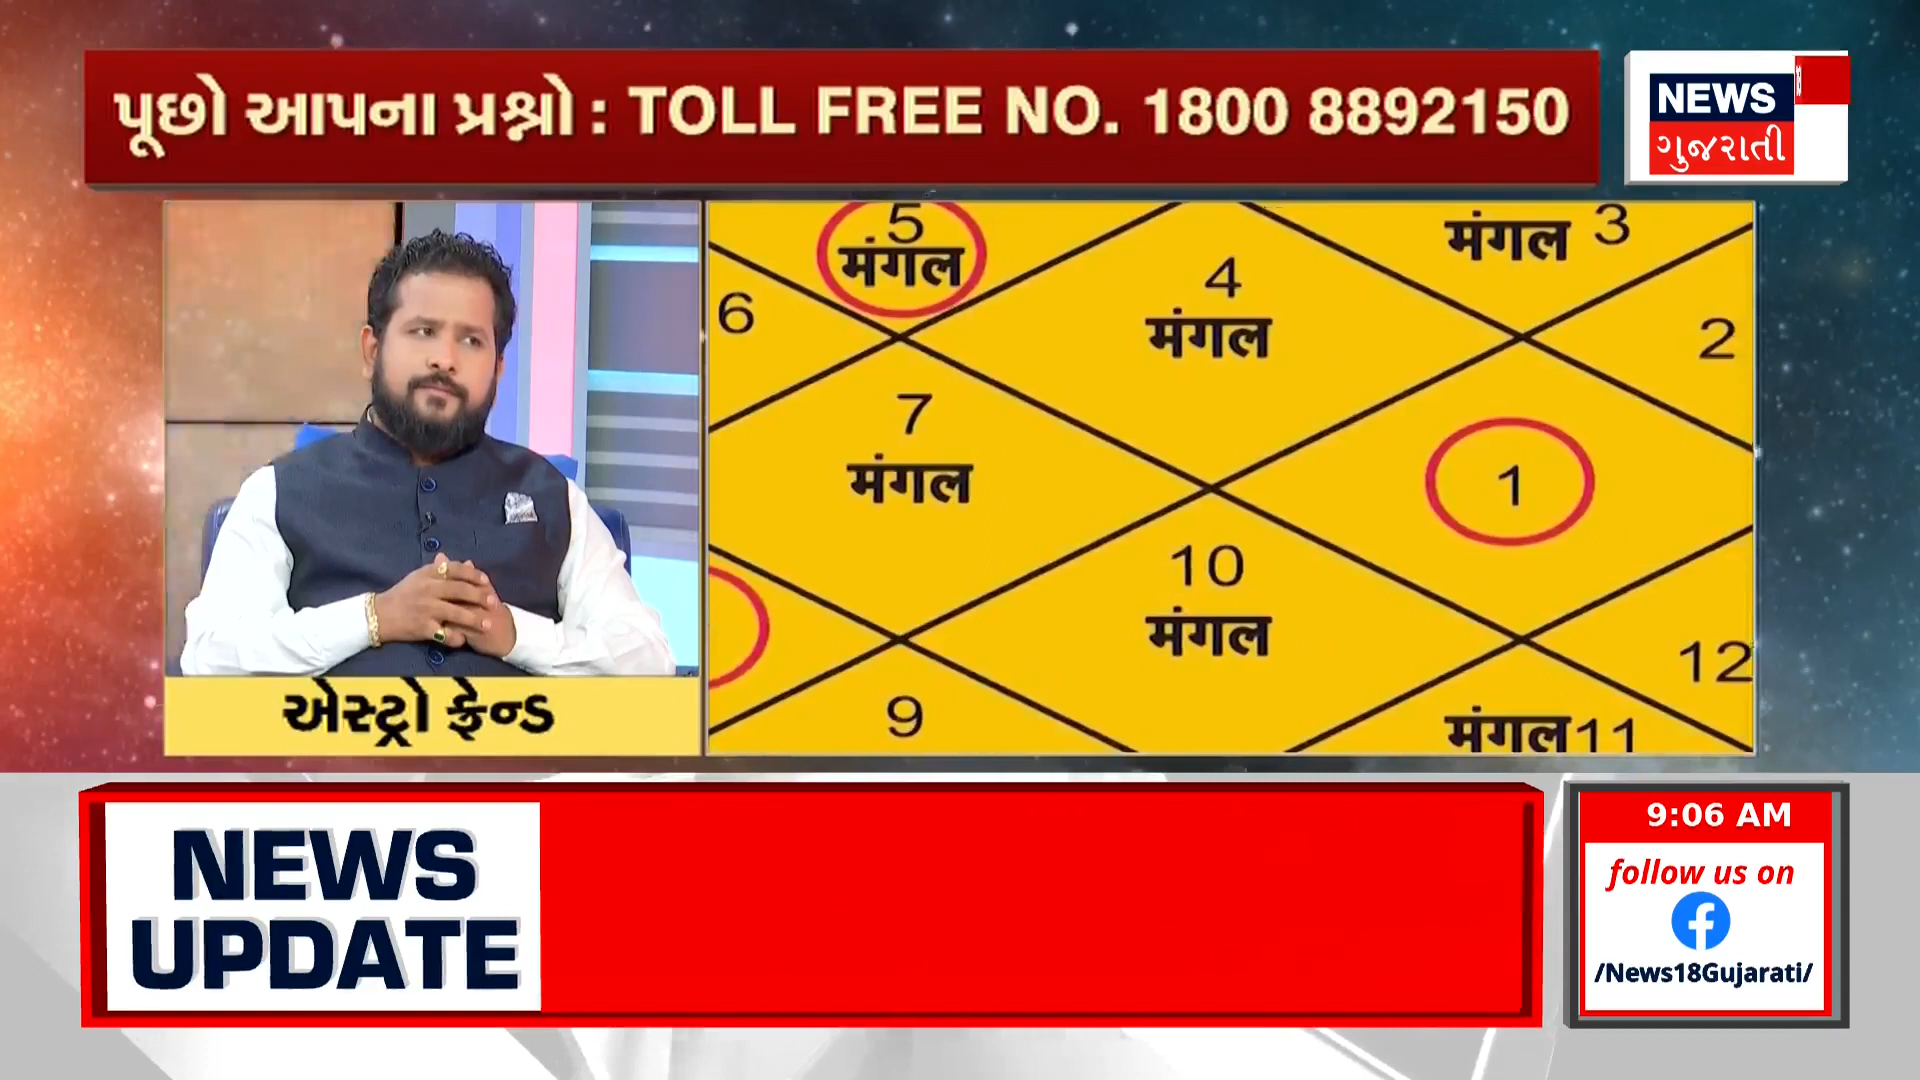 પૂછો આપના પ્રશ્નો : TOLL FREE NO. 1800 8892150
NEWS
ગુજરાતી
5
मंगल
मंगल 3
4
मंगल
6
2
7
मंगल
1
10
मंगल
12
9
मंगल 11
એસ્ટ્રો ફ્રેન્ડ
NEWS
UPDATE
9:06 AM
follow us on
/News18Gujarati/